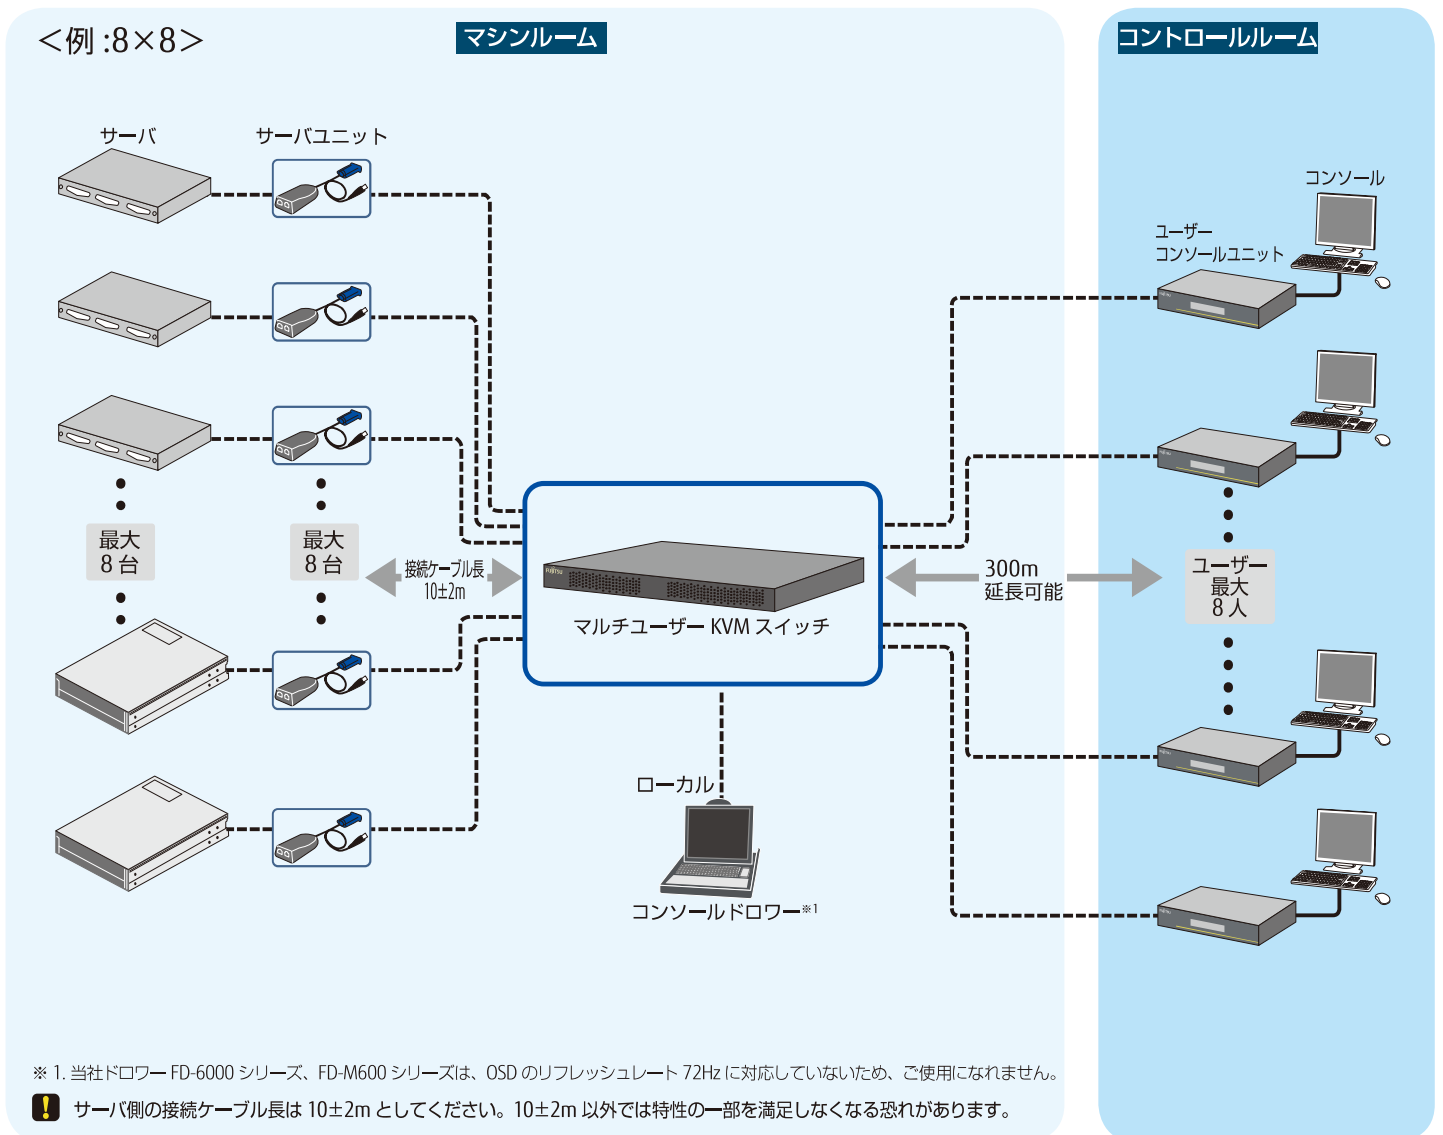 ＜例:8×8＞
マシンルーム
コントロールルーム
サーバ
サーバユニット
コンソール
ユーザー
コンソールユニット
最大
8台
最大
8台
接続ケーブル長
10±2m
FUJITSU
マルチユーザー KVM スイッチ
300m
延長可能
ユーザー
最大
8人
ローカル
コンソールドロワー※1
※ 1. 当社ドロワー FD-6000 シリーズ、FD-M600 シリーズは、OSD のリフレッシュレート 72Hz に対応していないため、ご使用になれません。
! サーバ側の接続ケーブル長は 10±2m としてください。10±2m 以外では特性の一部を満足しなくなる恐れがあります。